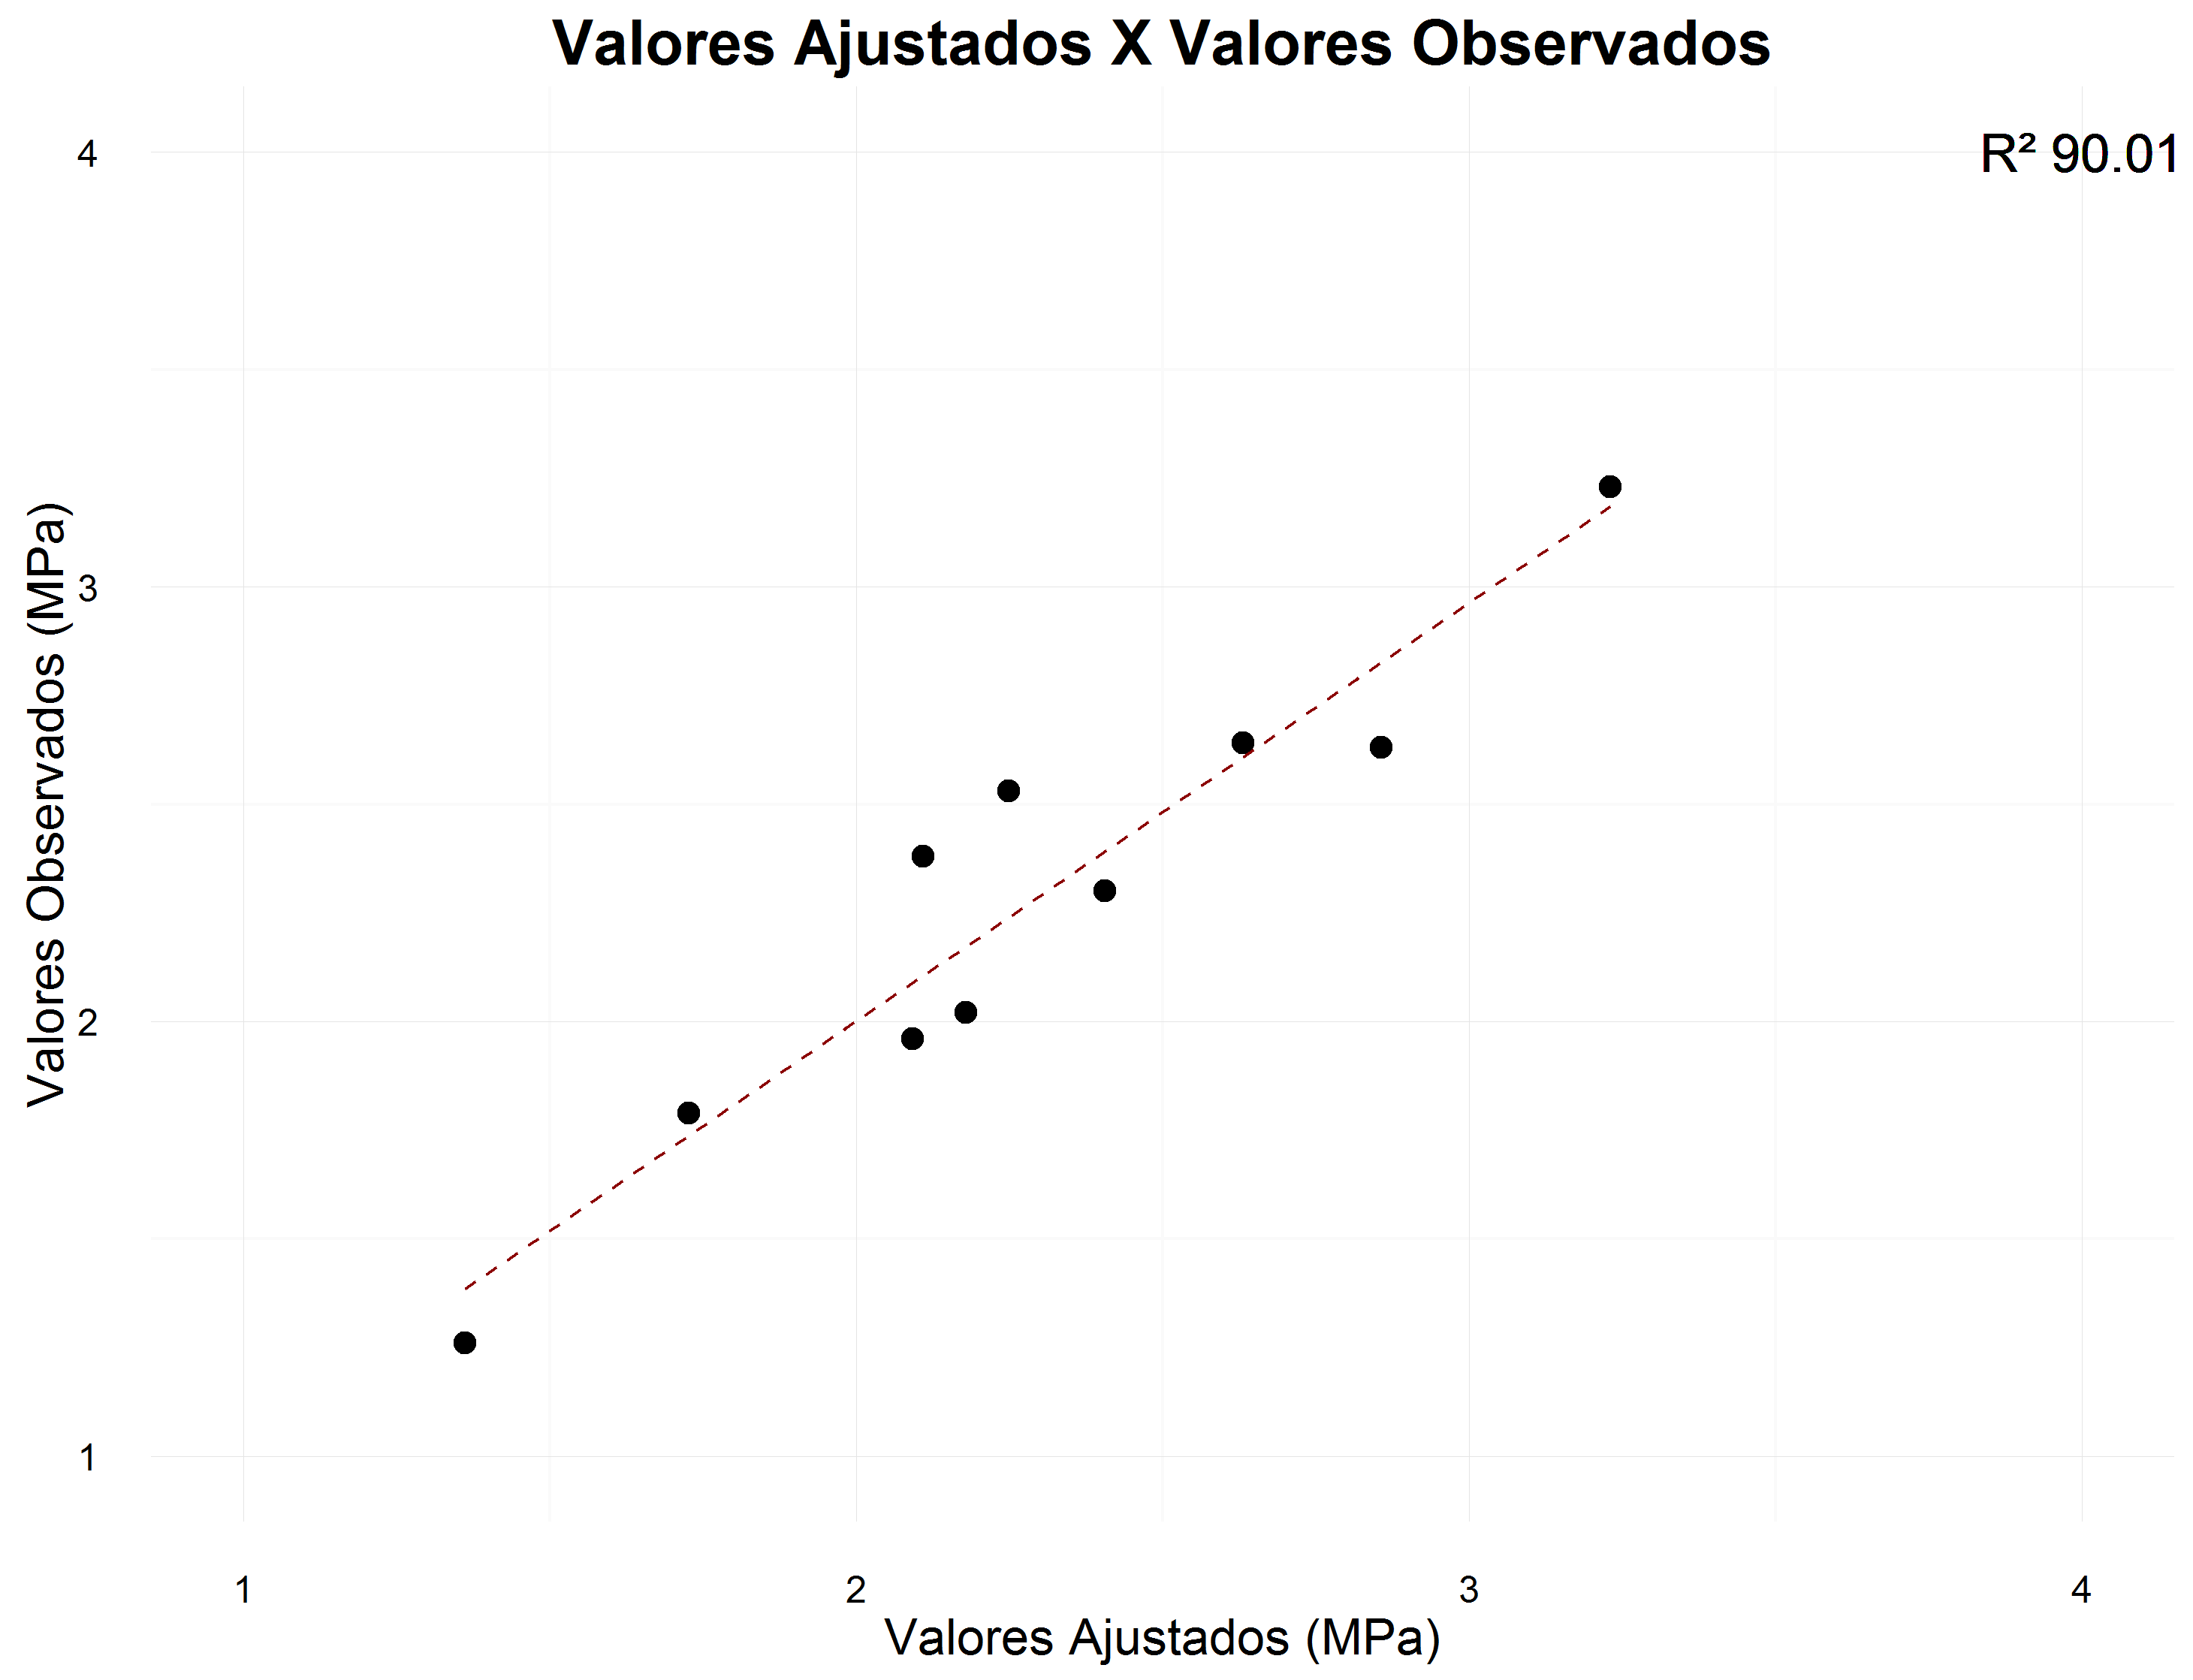 Valores Ajustados X Valores Observados
R² 90.01
Valores Observados (MPa)
4
3
2
1
1 2 3 4
Valores Ajustados (MPa)